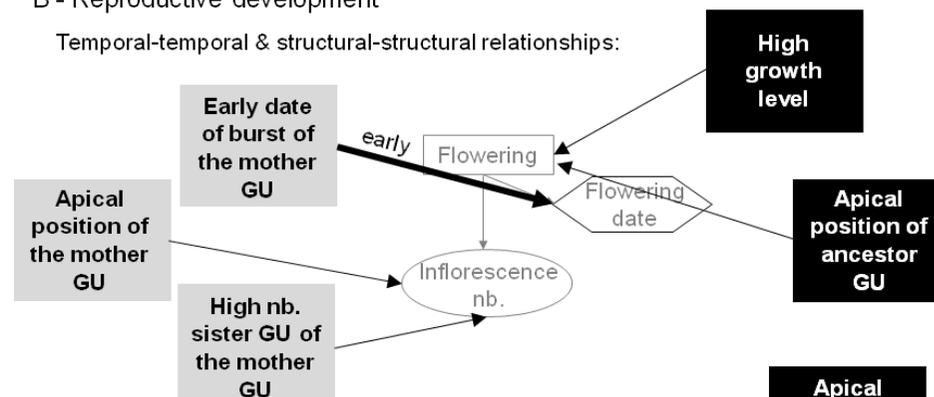 B - Reproductive development
Temporal-temporal & structural-structural relationships:
High
growth
level
Early date
of burst of
the mother
GU
early
Flowering
Apical
position of
the mother
GU
Flowering
date
Apical
position of
ancestor
GU
Inflorescence
nb.
High nb.
sister GU of
the mother
GU
Apical